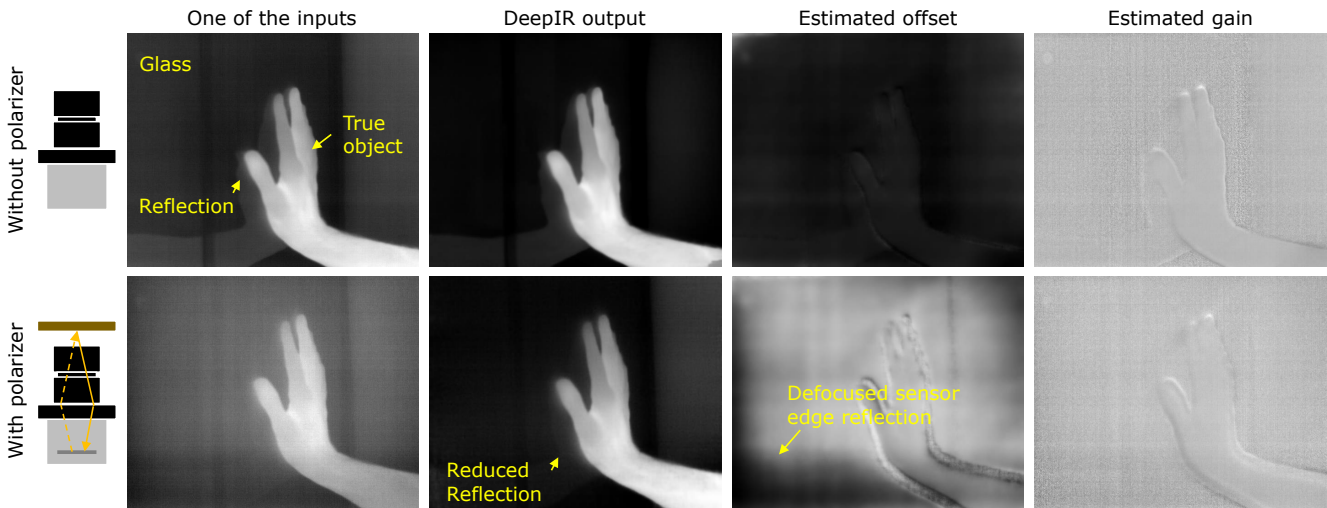 One of the inputs
DeepIR output
Estimated offset
Estimated gain
Without polarizer
Glass
True
object
Reflection
With polarizer
Reduced
Reflection
Defocused sensor
edge reflection